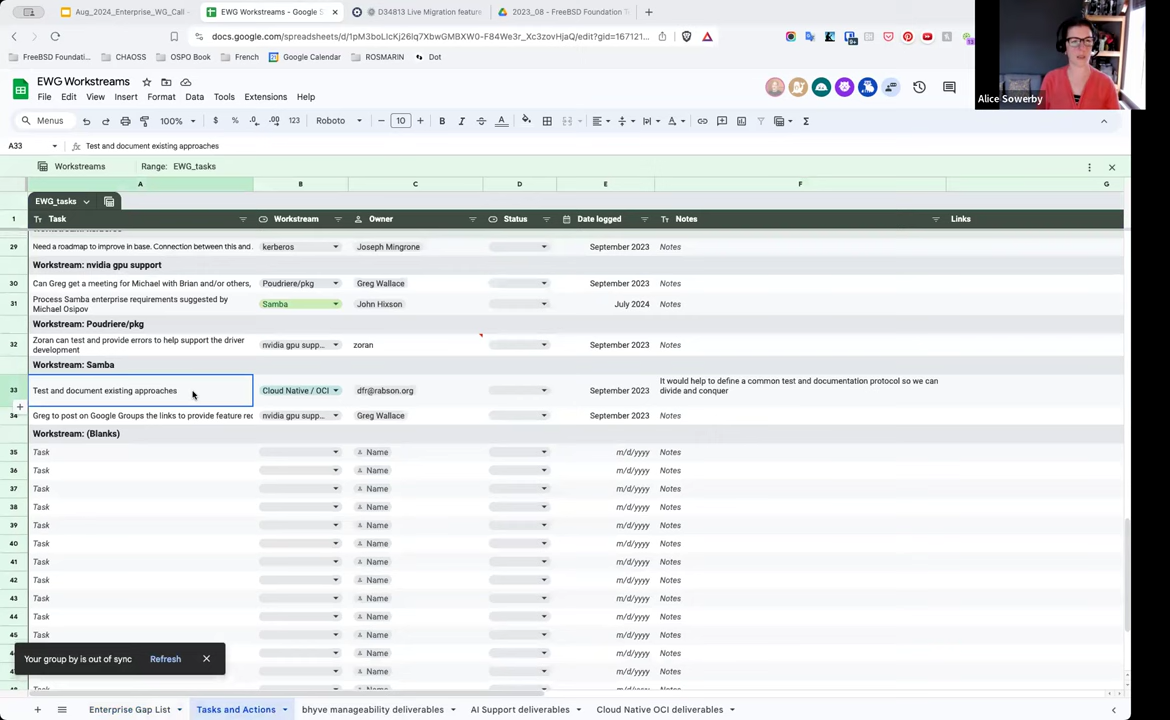 Aug_2024_Enterprise_WG_Call -
EWG Workstreams - Google S
D34813 Live Migration feature
2023_08 - FreeBSD Foundation T
docs.google.com/spreadsheets/d/1pM3boLIcKj26lq7XbwGMBXW0-F84We3r_Xc3zovHjaQ/edit?gid=167121...
FreeBSD Foundati...
CHAOSS
OSPO Book
French
Google Calendar
ROSMARIN
Dot
EWG Workstreams
File Edit View Insert Format Data Tools Extensions Help
Alice Sowerby
Menus
100%
$ % .0 .00 123
Roboto
10
A33
Test and document existing approaches
Workstreams Range: EWG_tasks
A B C D E F G
EWG_tasks
1 Task Workstream Owner Status Date logged Notes Links
29 Need a roadmap to improve in base. Connection between this and kerberos Joseph Mingrone September 2023 Notes
Workstream: nvidia gpu support
30 Can Greg get a meeting for Michael with Brian and/or others, Poudriere/pkg Greg Wallace September 2023 Notes
31 Process Samba enterprise requirements suggested by
Michael Osipov Samba John Hixson July 2024 Notes
Workstream: Poudriere/pkg
32 Zoran can test and provide errors to help support the driver
development nvidia gpu supp... zoran September 2023 Notes
Workstream: Samba
33 Test and document existing approaches Cloud Native / OCI dfr@rabson.org September 2023 It would help to define a common test and documentation protocol so we can
divide and conquer
34 Greg to post on Google Groups the links to provide feature rec nvidia gpu supp... Greg Wallace September 2023 Notes
Workstream: (Blanks)
35 Task Name m/d/yyyy Notes
36 Task Name m/d/yyyy Notes
37 Task Name m/d/yyyy Notes
38 Task Name m/d/yyyy Notes
39 Task Name m/d/yyyy Notes
40 Task Name m/d/yyyy Notes
41 Task Name m/d/yyyy Notes
42 Task Name m/d/yyyy Notes
43 Task Name m/d/yyyy Notes
44 Task Name m/d/yyyy Notes
45 Task Name m/d/yyyy Notes
Name m/d/yyyy Notes
Name m/d/yyyy Notes
Your group by is out of sync Refresh
Enterprise Gap List
Tasks and Actions
bhyve manageability deliverables
AI Support deliverables
Cloud Native OCI deliverables